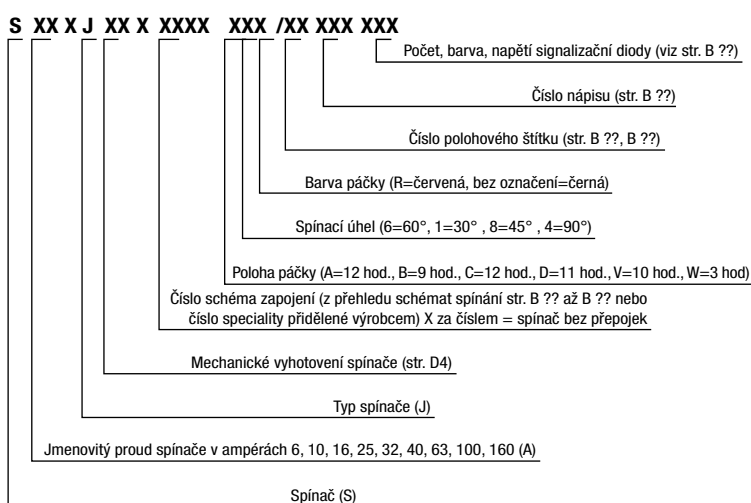 S XX X J XX X XXXX XXX /XX XXX XXX
Počet, barva, napětí signalizační diody (viz str. B ??)
Číslo nápisu (str. B ??)
Číslo polohového štítku (str. B ??, B ??)
Barva páčky (R=červená, bez označení=černá)
Spínací úhel (6=60°, 1=30° , 8=45° , 4=90°)
Poloha páčky (A=12 hod., B=9 hod., C=12 hod., D=11 hod., V=10 hod., W=3 hod)
Číslo schéma zapojení (z přehledu schémat spínání str. B ?? až B ?? nebo
číslo speciality přidělené výrobcem) X za číslem = spínač bez přepojek
Mechanické vyhotovení spínače (str. D4)
Typ spínače (J)
Jmenovitý proud spínače v ampérách 6, 10, 16, 25, 32, 40, 63, 100, 160 (A)
Spínač (S)